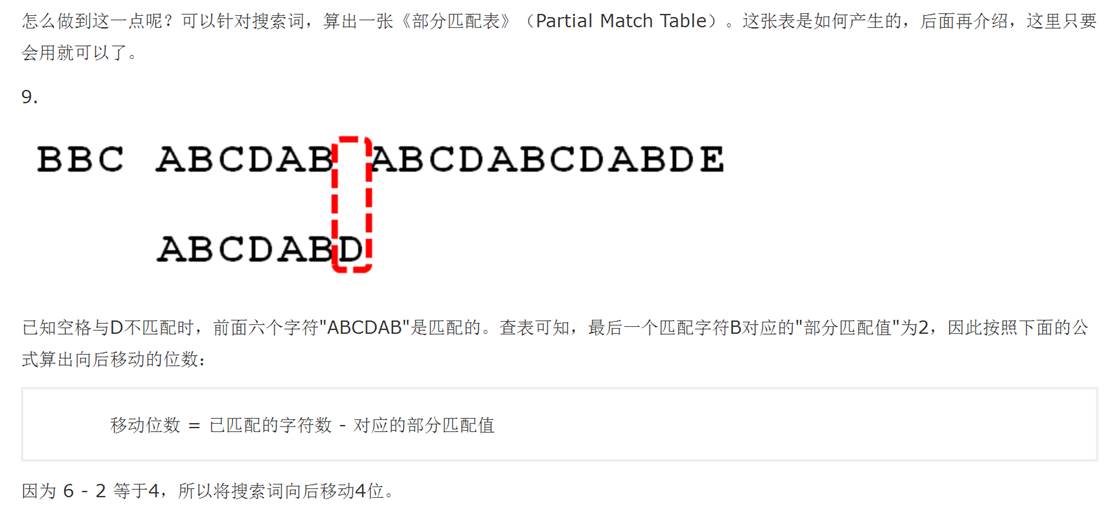 怎么做到这一点呢？可以针对搜索词，算出一张《部分匹配表》（Partial Match Table）。这张表是如何产生的，后面再介绍，这里只要
会用就可以了。
9.
BBC ABCDAB ABCDABCDABDE
ABCDABD
已知空格与D不匹配时，前面六个字符"ABCDAB"是匹配的。查表可知，最后一个匹配字符B对应的"部分匹配值"为2，因此按照下面的公
式算出向后移动的位数：
移动位数 = 已匹配的字符数 - 对应的部分匹配值
因为 6 - 2 等于4，所以将搜索词向后移动4位。